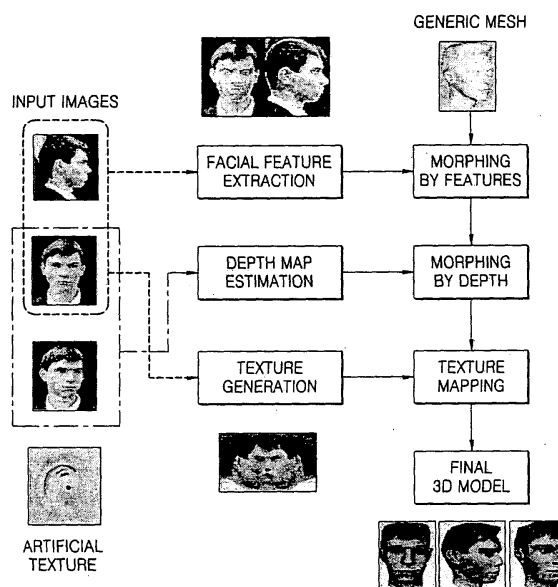 GENERIC MESH
INPUT IMAGES
FACIAL FEATURE
EXTRACTION
MORPHING
BY FEATURES
DEPTH MAP
ESTIMATION
MORPHING
BY DEPTH
TEXTURE
GENERATION
TEXTURE
MAPPING
FINAL
3D MODEL
ARTIFICIAL
TEXTURE